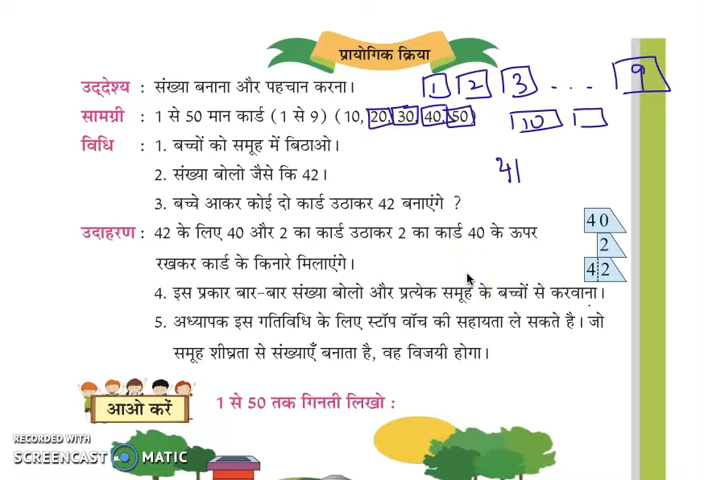 प्रायोगिक क्रिया
उद्देश्य : संख्या बनाना और पहचान करना।
1 2 3 ... 9
सामग्री : 1 से 50 मान कार्ड (1 से 9) (10, 20, 30, 40, 50)
10
विधि : 1. बच्चों को समूह में बिठाओ।
2. संख्या बोलो जैसे कि 42।
41
3. बच्चे आकर कोई दो कार्ड उठाकर 42 बनाएंगे ?
उदाहरण : 42 के लिए 40 और 2 का कार्ड उठाकर 2 का कार्ड 40 के ऊपर
रखकर कार्ड के किनारे मिलाएंगे।
40
2
42
4. इस प्रकार बार-बार संख्या बोलो और प्रत्येक समूह के बच्चों से करवाना।
5. अध्यापक इस गतिविधि के लिए स्टॉप वॉच की सहायता ले सकते है। जो
समूह शीघ्रता से संख्याएँ बनाता है, वह विजयी होगा।
आओ करें
1 से 50 तक गिनती लिखो :
RECORDED WITH
SCREENCAST MATIC